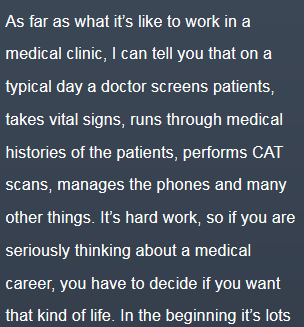 As far as what it’s like to work in a
medical clinic, I can tell you that on a
typical day a doctor screens patients,
takes vital signs, runs through medical
histories of the patients, performs CAT
scans, manages the phones and many
other things. It’s hard work, so if you are
seriously thinking about a medical
career, you have to decide if you want
that kind of life. In the beginning it’s lots